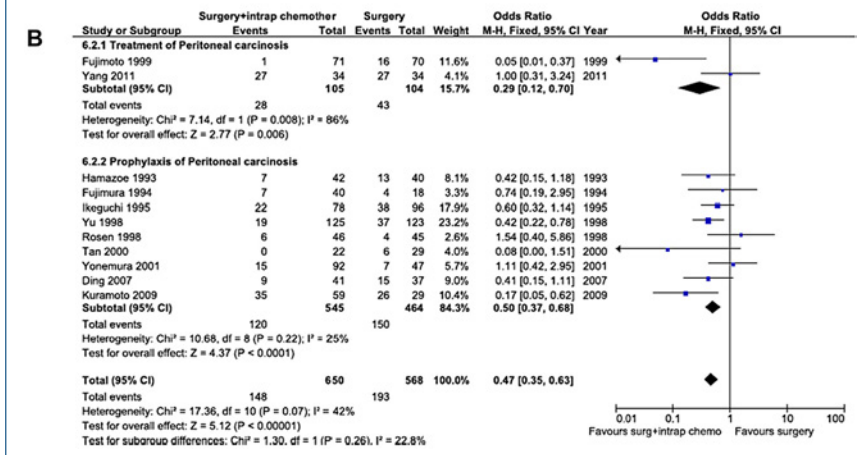 B
Surgery+intrap chemother Surgery Odds Ratio Odds Ratio
Study or Subgroup Events Total Events Total Weight M-H, Fixed, 95% CI Year M-H, Fixed, 95% CI
6.2.1 Treatment of Peritoneal carcinosis
Fujimoto 1999 1 71 16 70 11.6% 0.05 [0.01, 0.37] 1999
Yang 2011 27 34 27 34 4.1% 1.00 [0.31, 3.24] 2011
Subtotal (95% CI) 105 104 15.7% 0.29 [0.12, 0.70]
Total events 28 43
Heterogeneity: Chi² = 7.14, df = 1 (P = 0.008); I² = 86%
Test for overall effect: Z = 2.77 (P = 0.006)
6.2.2 Prophylaxis of Peritoneal carcinosis
Hamazoe 1993 7 42 13 40 8.1% 0.42 [0.15, 1.18] 1993
Fujimura 1994 7 40 4 18 3.3% 0.74 [0.19, 2.95] 1994
Ikeguchi 1995 22 78 38 96 17.9% 0.60 [0.32, 1.14] 1995
Yu 1998 19 125 37 123 23.2% 0.42 [0.22, 0.78] 1998
Rosen 1998 6 46 4 45 2.6% 1.54 [0.40, 5.86] 1998
Tan 2000 0 22 6 29 4.0% 0.08 [0.00, 1.51] 2000
Yonemura 2001 15 92 7 47 5.7% 1.11 [0.42, 2.95] 2001
Ding 2007 9 41 15 37 9.0% 0.41 [0.15, 1.11] 2007
Kuramoto 2009 35 59 26 29 10.4% 0.17 [0.05, 0.62] 2009
Subtotal (95% CI) 545 464 84.3% 0.50 [0.37, 0.68]
Total events 120 150
Heterogeneity: Chi² = 10.68, df = 8 (P = 0.22); I² = 25%
Test for overall effect: Z = 4.37 (P < 0.0001)
Total (95% CI) 650 568 100.0% 0.47 [0.35, 0.63]
Total events 148 193
Heterogeneity: Chi² = 17.36, df = 10 (P = 0.07); I² = 42%
Test for overall effect: Z = 5.12 (P < 0.00001)
Test for subgroup differences: Chi² = 1.30, df = 1 (P = 0.26), I² = 22.8%
0.01 0.1 1 10 100
Favours surg+intrap chemo Favours surgery